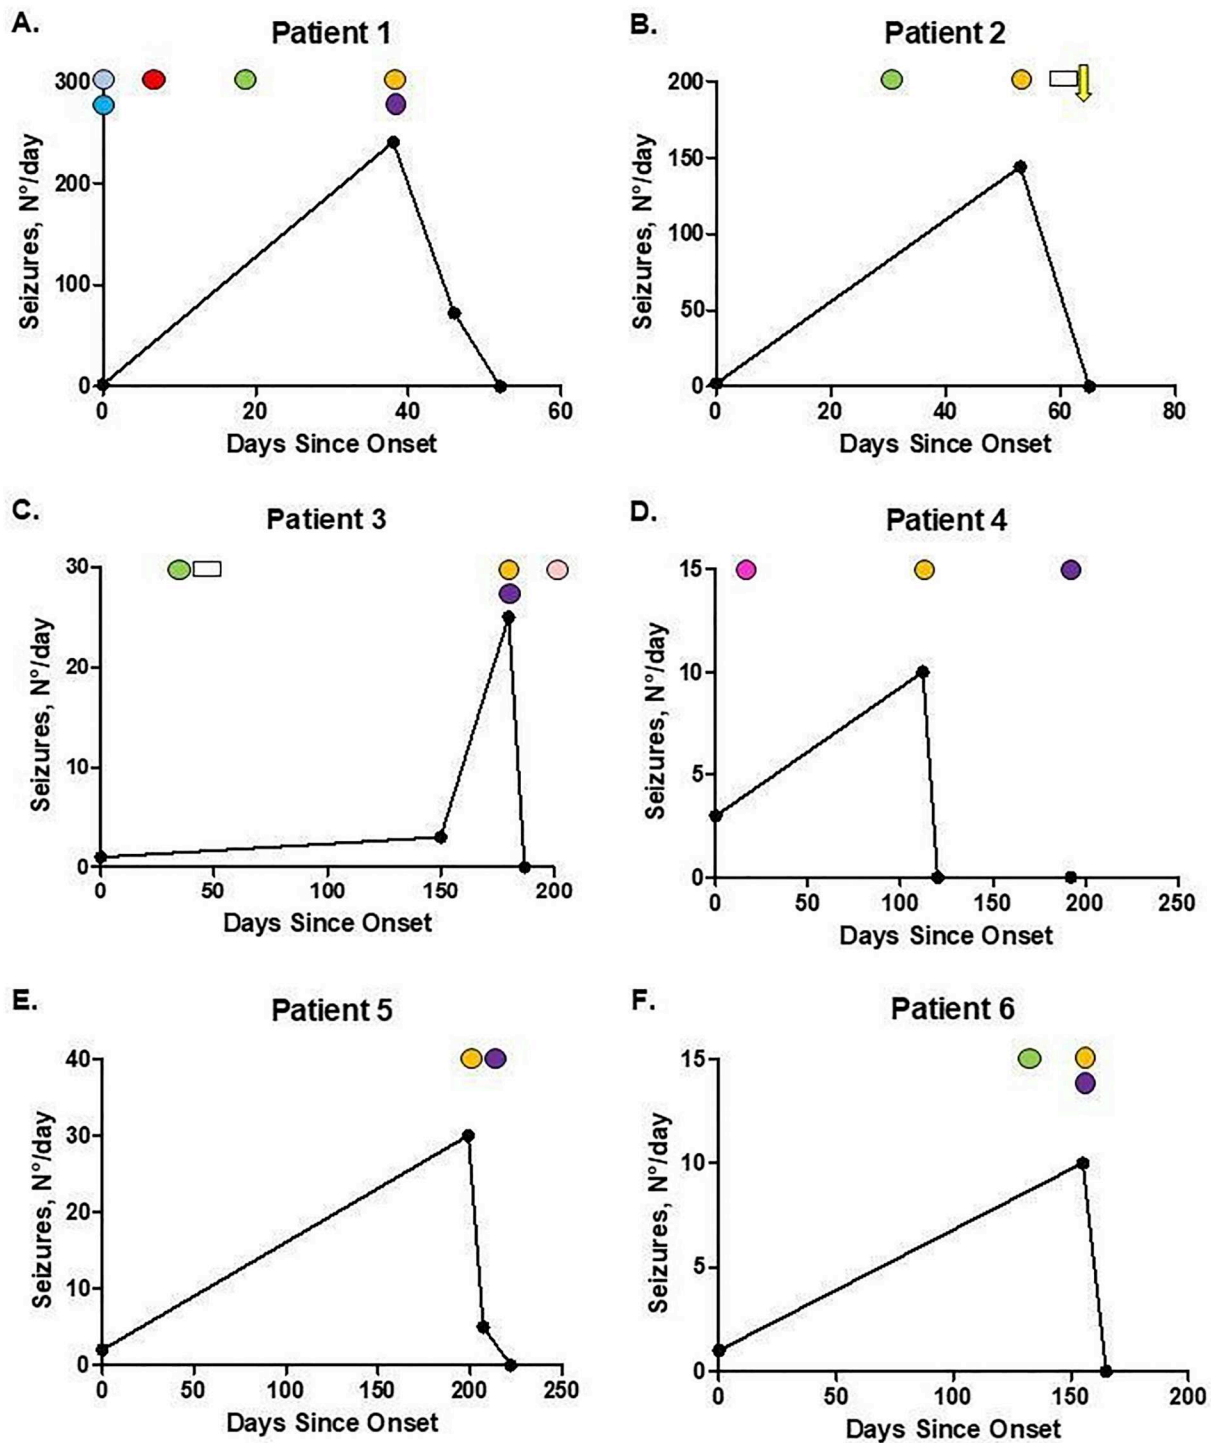 A.
Patient 1
300
200
100
0
Seizures, N°/day
0 20 40 60
Days Since Onset
B.
Patient 2
200
150
100
50
0
Seizures, N°/day
0 20 40 60 80
Days Since Onset
C.
Patient 3
30
20
10
0
Seizures, N°/day
0 50 100 150 200
Days Since Onset
D.
Patient 4
15
10
5
0
Seizures, N°/day
0 50 100 150 200 250
Days Since Onset
E.
Patient 5
40
30
20
10
0
Seizures, N°/day
0 50 100 150 200 250
Days Since Onset
F.
Patient 6
15
10
5
0
Seizures, N°/day
0 50 100 150 200
Days Since Onset